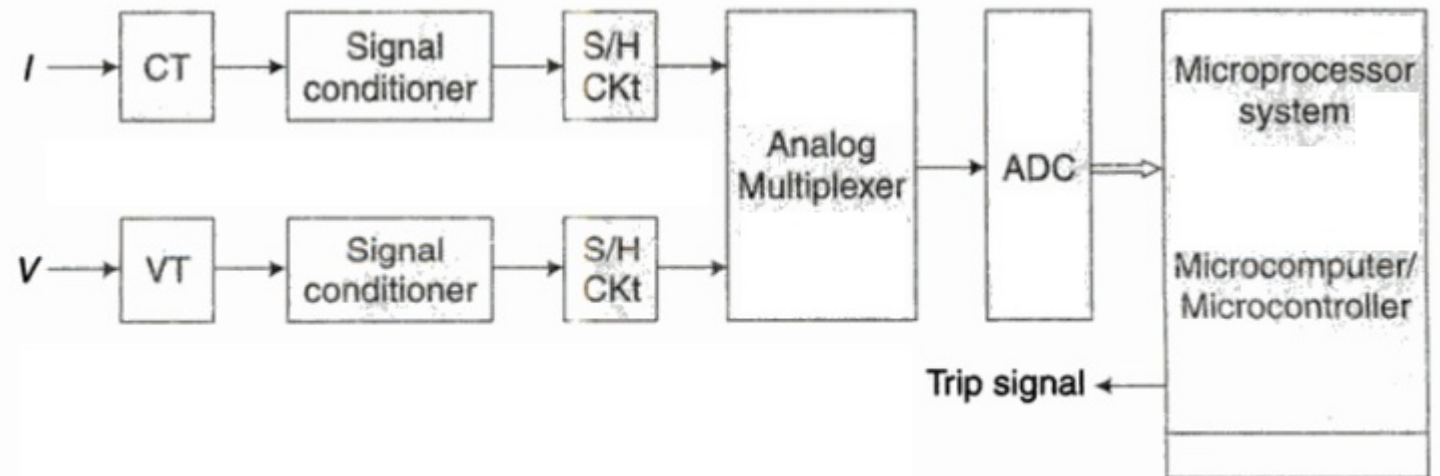 I
CT
Signal
conditioner
S/H
CKt
Analog
Multiplexer
ADC
Microprocessor
system
V
VT
Signal
conditioner
S/H
CKt
Microcomputer/
Microcontroller
Trip signal